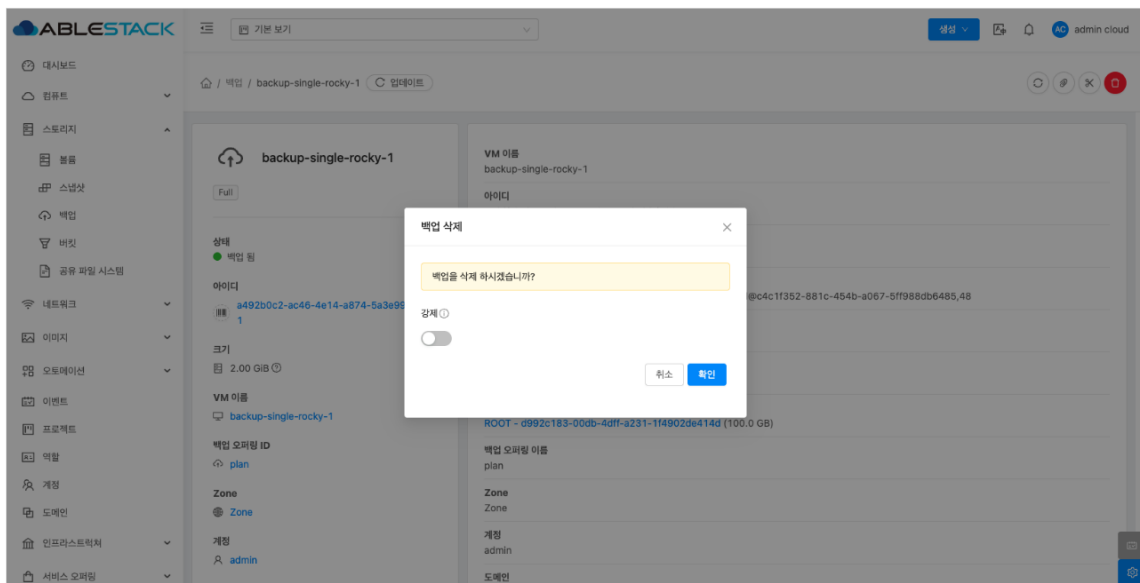 ABLESTACK
기본 보기
생성
AC admin cloud
대시보드
컴퓨트
스토리지
볼륨
스냅샷
백업
버킷
공유 파일 시스템
네트워크
이미지
오토메이션
이벤트
프로젝트
역할
계정
도메인
인프라스트럭쳐
서비스 오퍼링
/ 백업 / backup-single-rocky-1 업데이트
backup-single-rocky-1
Full
상태
백업 됨
아이디
a492b0c2-ac46-4e14-a874-5a3e99
1
크기
2.00 GiB
VM 이름
backup-single-rocky-1
백업 오퍼링 ID
plan
Zone
Zone
계정
admin
VM 이름
backup-single-rocky-1
아이디
@c4c1f352-881c-454b-a067-5ff988db6485,48
ROOT - d992c183-00db-4dff-a231-1f4902de414d (100.0 GB)
백업 오퍼링 이름
plan
Zone
Zone
계정
admin
도메인
백업 삭제
백업을 삭제 하시겠습니까?
강제
취소
확인